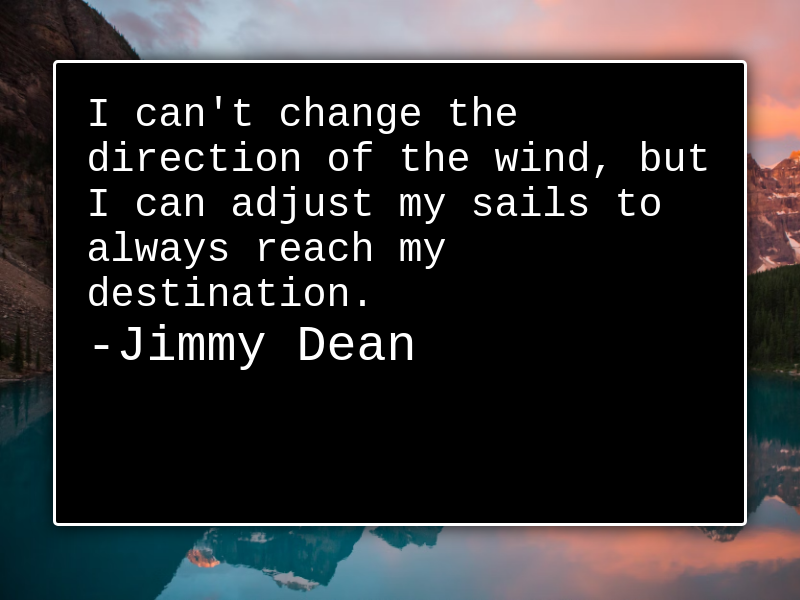 I can't change the
direction of the wind, but
I can adjust my sails to
always reach my
destination.
-Jimmy Dean